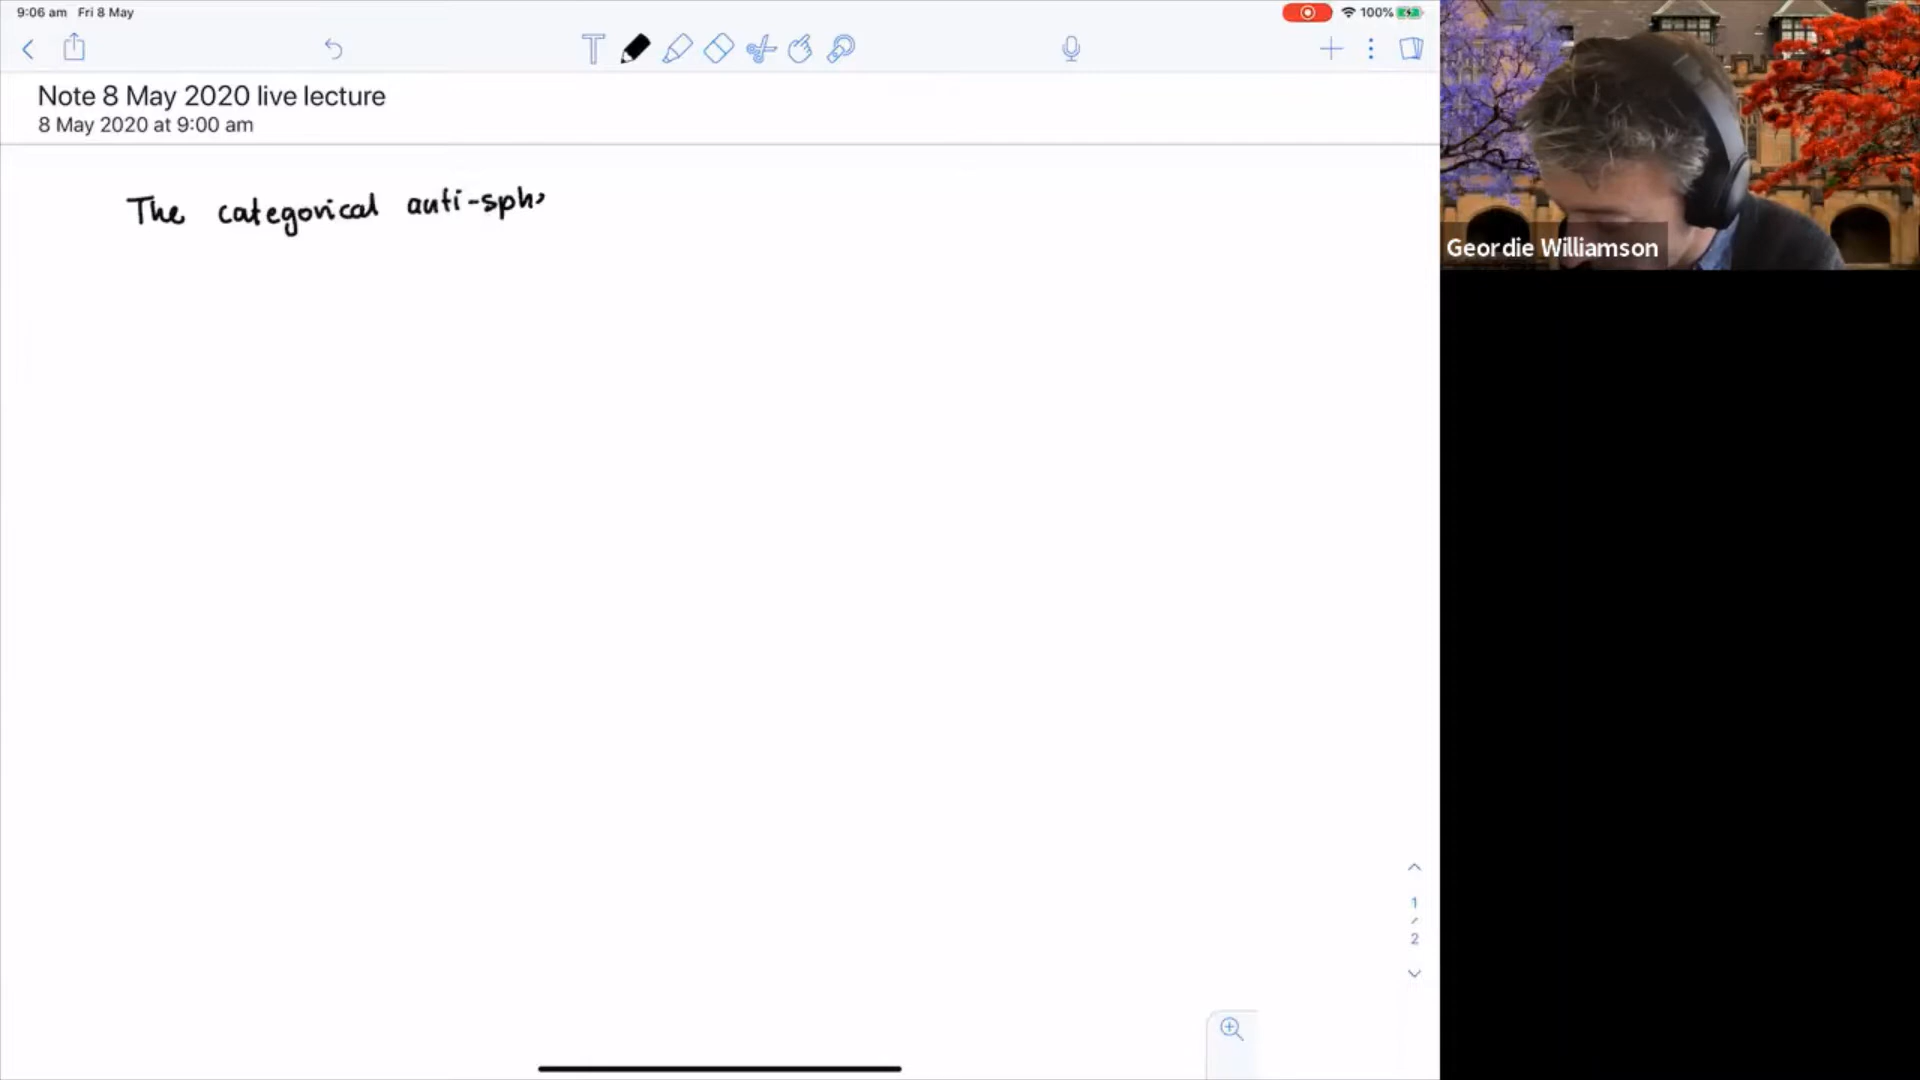 9:06 am Fri 8 May
100%
T
Note 8 May 2020 live lecture
8 May 2020 at 9:00 am
The categorical anti-sph
Geordie Williamson
1
2